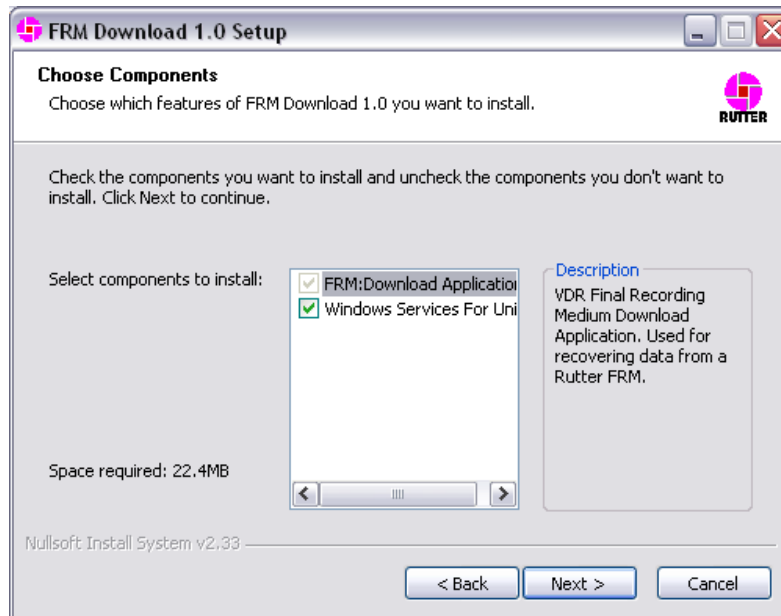 FRM Download 1.0 Setup
Choose Components
Choose which features of FRM Download 1.0 you want to install.
RUTTER
Check the components you want to install and uncheck the components you don't want to
install. Click Next to continue.
Select components to install:
FRM:Download Applicatio
Windows Services For Uni
Description
VDR Final Recording
Medium Download
Application. Used for
recovering data from a
Rutter FRM.
Space required: 22.4MB
Nullsoft Install System v2.33
< Back
Next >
Cancel